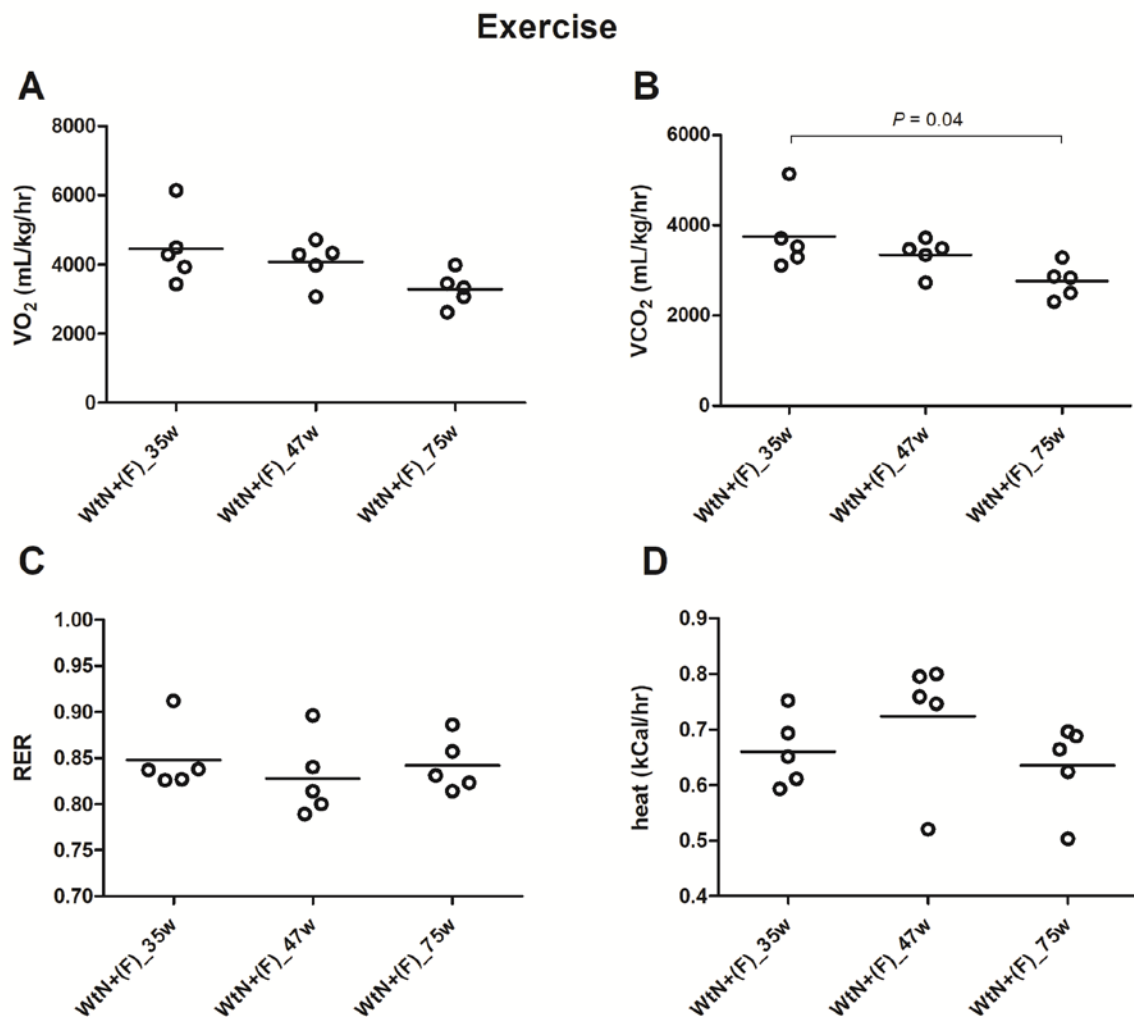 Exercise
A
VO2 (mL/kg/hr)
8000
6000
4000
2000
0
WtN+(F)_35w
WtN+(F)_47w
WtN+(F)_75w
B
P = 0.04
VCO2 (mL/kg/hr)
6000
4000
2000
0
WtN+(F)_35w
WtN+(F)_47w
WtN+(F)_75w
C
RER
1.00
0.95
0.90
0.85
0.80
0.75
0.70
WtN+(F)_35w
WtN+(F)_47w
WtN+(F)_75w
D
heat (kCal/hr)
0.9
0.8
0.7
0.6
0.5
0.4
WtN+(F)_35w
WtN+(F)_47w
WtN+(F)_75w